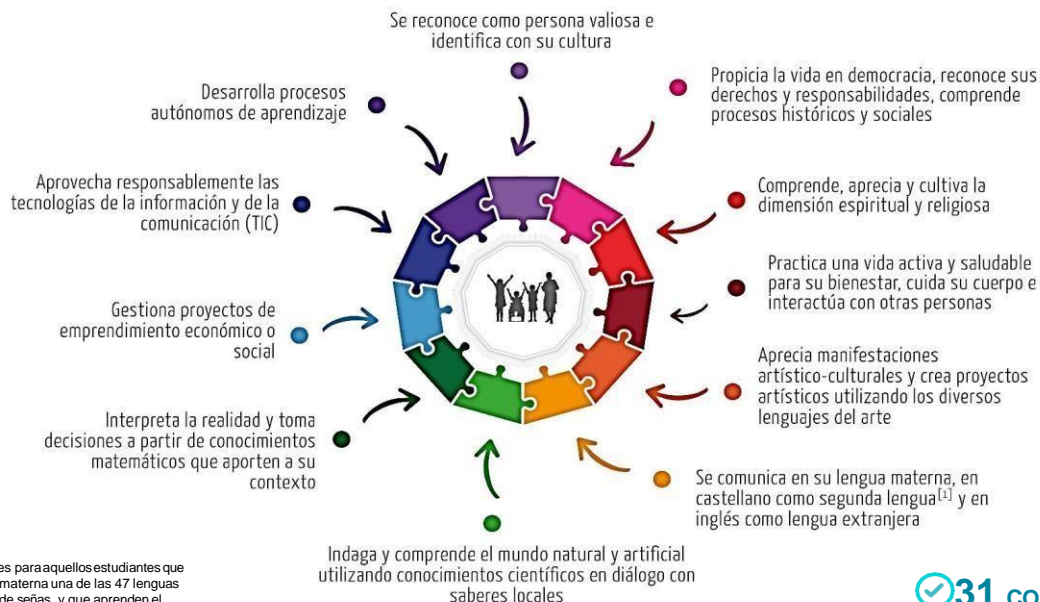 Se reconoce como persona valiosa e
identifica con su cultura
Propicia la vida en democracia, reconoce sus
derechos y responsabilidades, comprende
procesos históricos y sociales
Comprende, aprecia y cultiva la
dimensión espiritual y religiosa
Practica una vida activa y saludable
para su bienestar, cuida su cuerpo e
interactúa con otras personas
Aprecia manifestaciones
artístico-culturales y crea proyectos
artísticos utilizando los diversos
lenguajes del arte
Se comunica en su lengua materna, en
castellano como segunda lengua[1] y en
inglés como lengua extranjera
Indaga y comprende el mundo natural y artificial
utilizando conocimientos científicos en diálogo con
saberes locales
Interpreta la realidad y toma
decisiones a partir de conocimientos
matemáticos que aporten a su
contexto
Gestiona proyectos de
emprendimiento económico o
social
Aprovecha responsablemente las
tecnologías de la información y de la
comunicación (TIC)
Desarrolla procesos
autónomos de aprendizaje
es para aquellos estudiantes que
materna una de las 47 lenguas
de señas, y que aprenden el
31 co